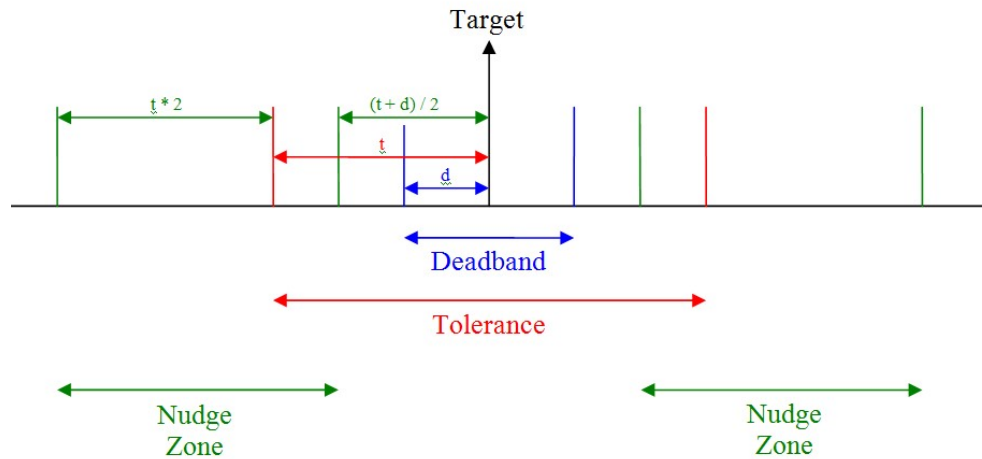 Target
t * 2
(t + d) / 2
t
d
Deadband
Tolerance
Nudge
Zone
Nudge
Zone